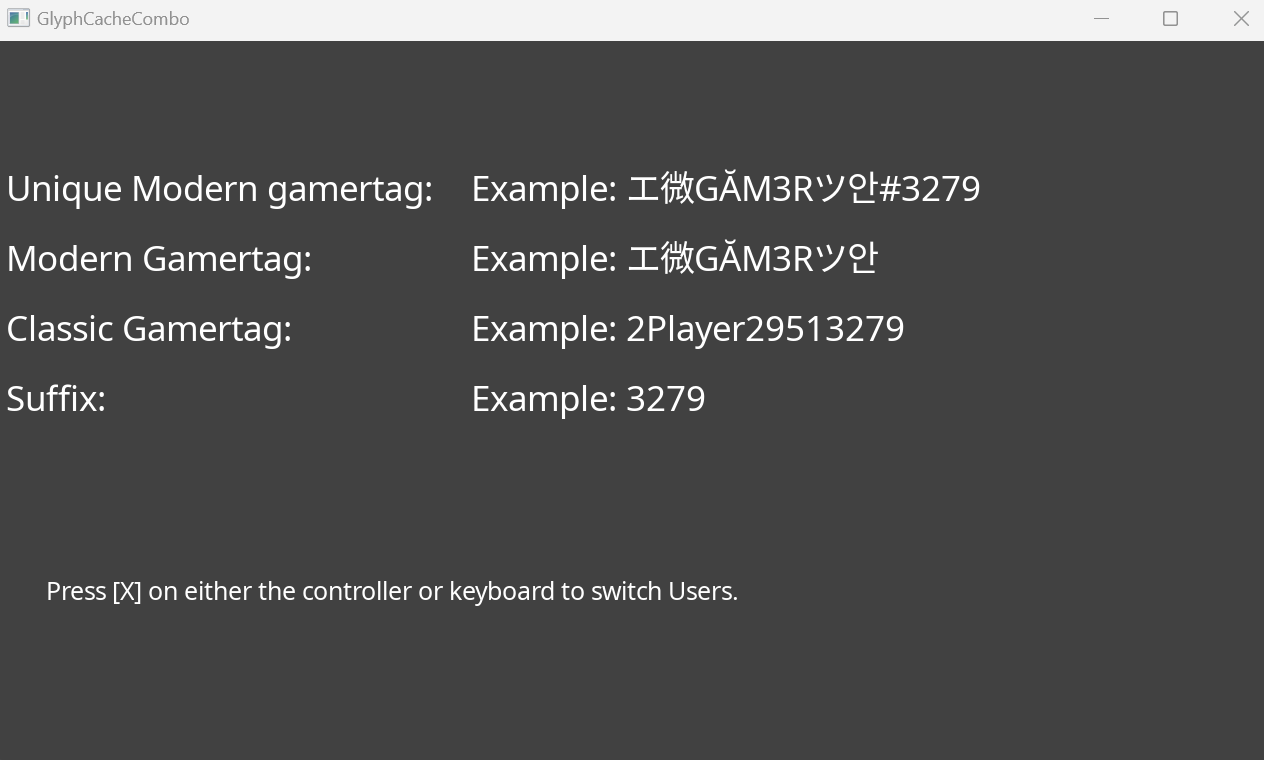 GlyphCacheCombo
Unique Modern gamertag: Example: エ微GĂM3Rツ안#3279
Modern Gamertag: Example: エ微GĂM3Rツ안
Classic Gamertag: Example: 2Player29513279
Suffix: Example: 3279
Press [X] on either the controller or keyboard to switch Users.